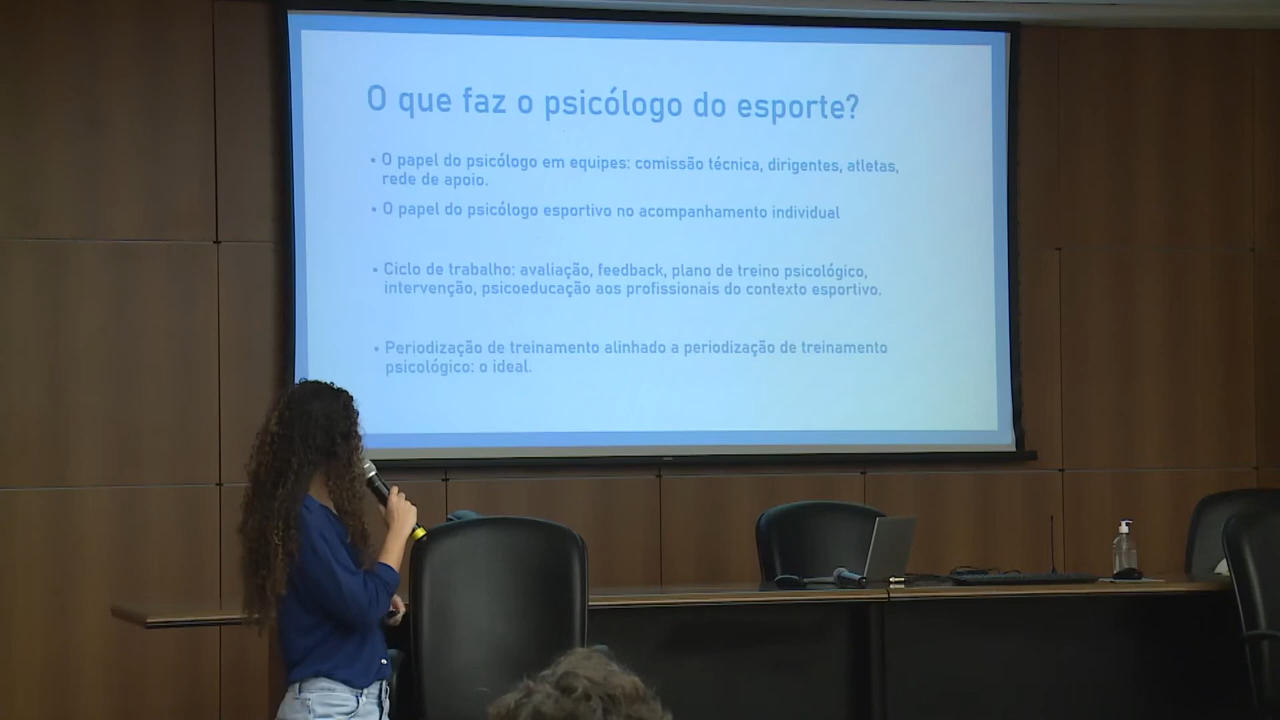 O que faz o psicólogo do esporte?
• O papel do psicólogo em equipes: comissão técnica, dirigentes, atletas,
rede de apoio.
• O papel do psicólogo esportivo no acompanhamento individual
• Ciclo de trabalho: avaliação, feedback, plano de treino psicológico,
intervenção, psicoeducação aos profissionais do contexto esportivo.
• Periodização de treinamento alinhado a periodização de treinamento
psicológico: o ideal.